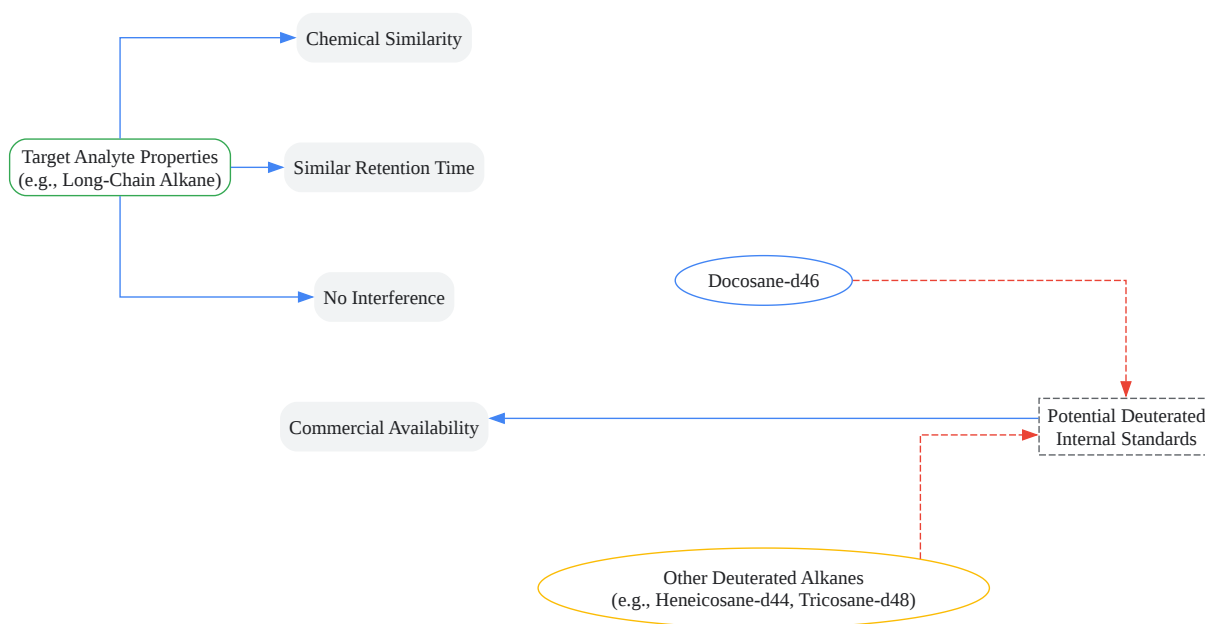 Chemical Similarity
Target Analyte Properties
(e.g., Long-Chain Alkane)
Similar Retention Time
No Interference
Docosane-d46
Commercial Availability
Potential Deuterated
Internal Standards
Other Deuterated Alkanes
(e.g., Heneicosane-d44, Tricosane-d48)